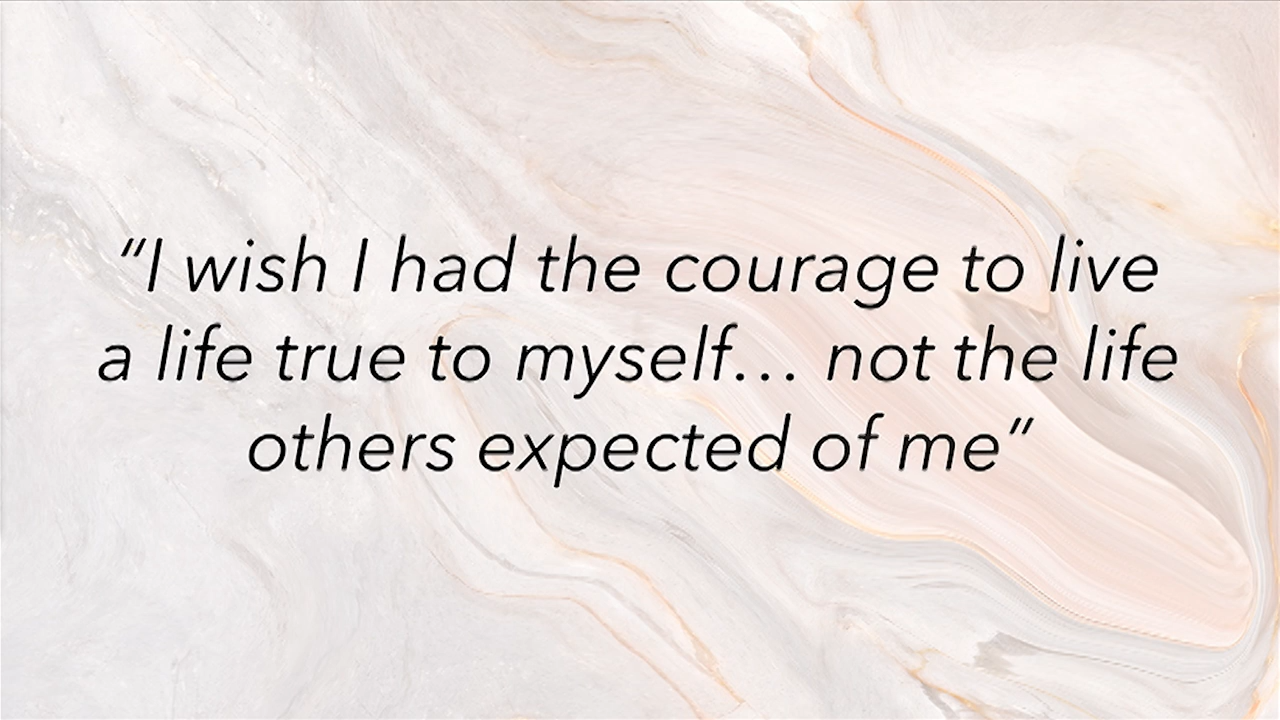 “I wish I had the courage to live
a life true to myself… not the life
others expected of me”